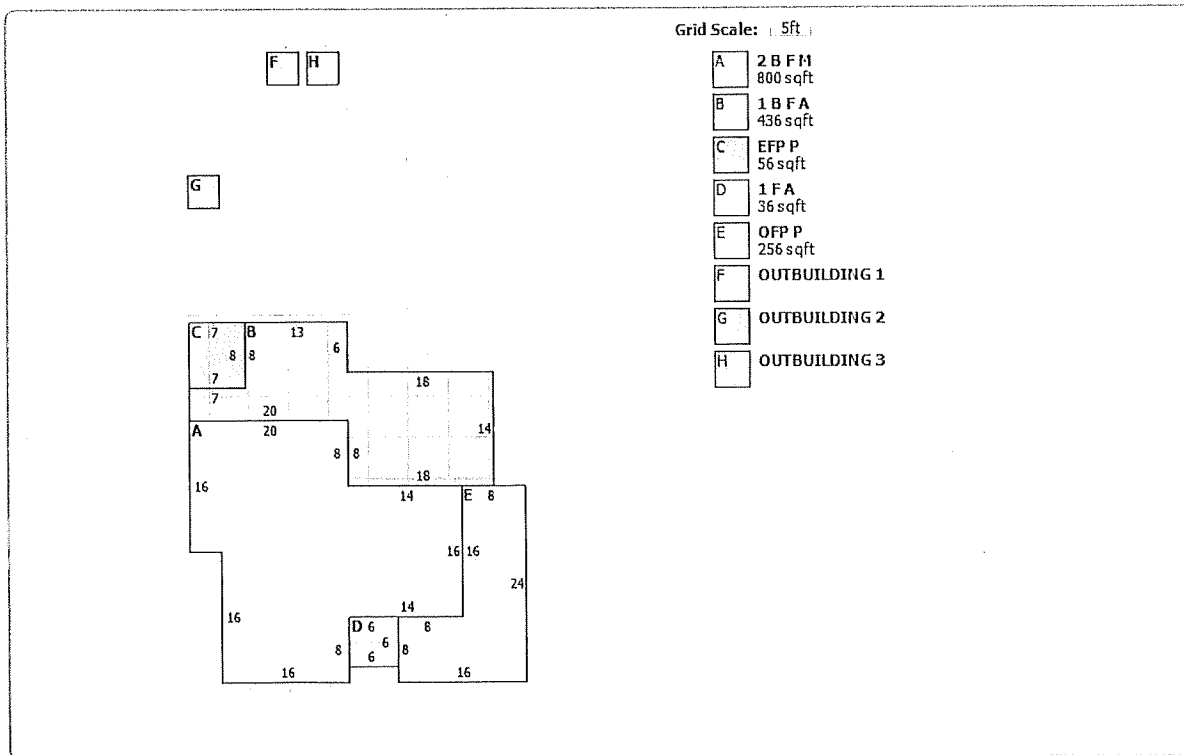 Grid Scale: 5ft
F H
A 2 B F M
800 sqft
B 1 B F A
436 sqft
C EFP P
56 sqft
G
D 1 F A
36 sqft
E OFP P
256 sqft
F OUTBUILDING 1
G OUTBUILDING 2
H OUTBUILDING 3
C 7 B 13
8 8 6
7
7 18
20
A 20 14
8 8
18
16 14 E 8
16 16
24
14
16 D 6 8
6
8 6 8
16 16